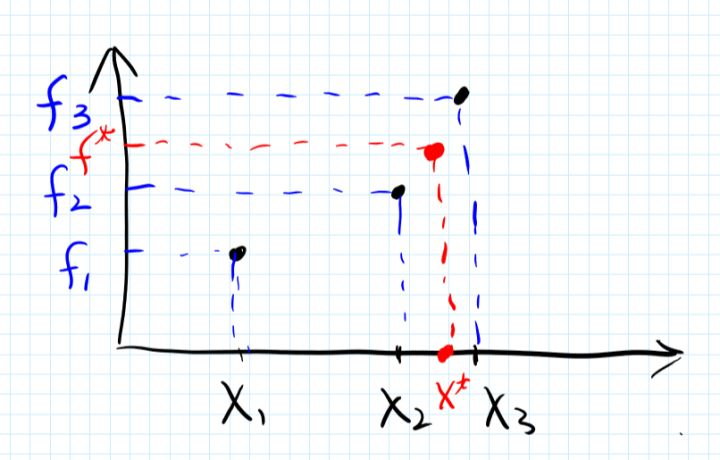 f₃
f*
f₂
f₁
x₁ x₂ x* x₃